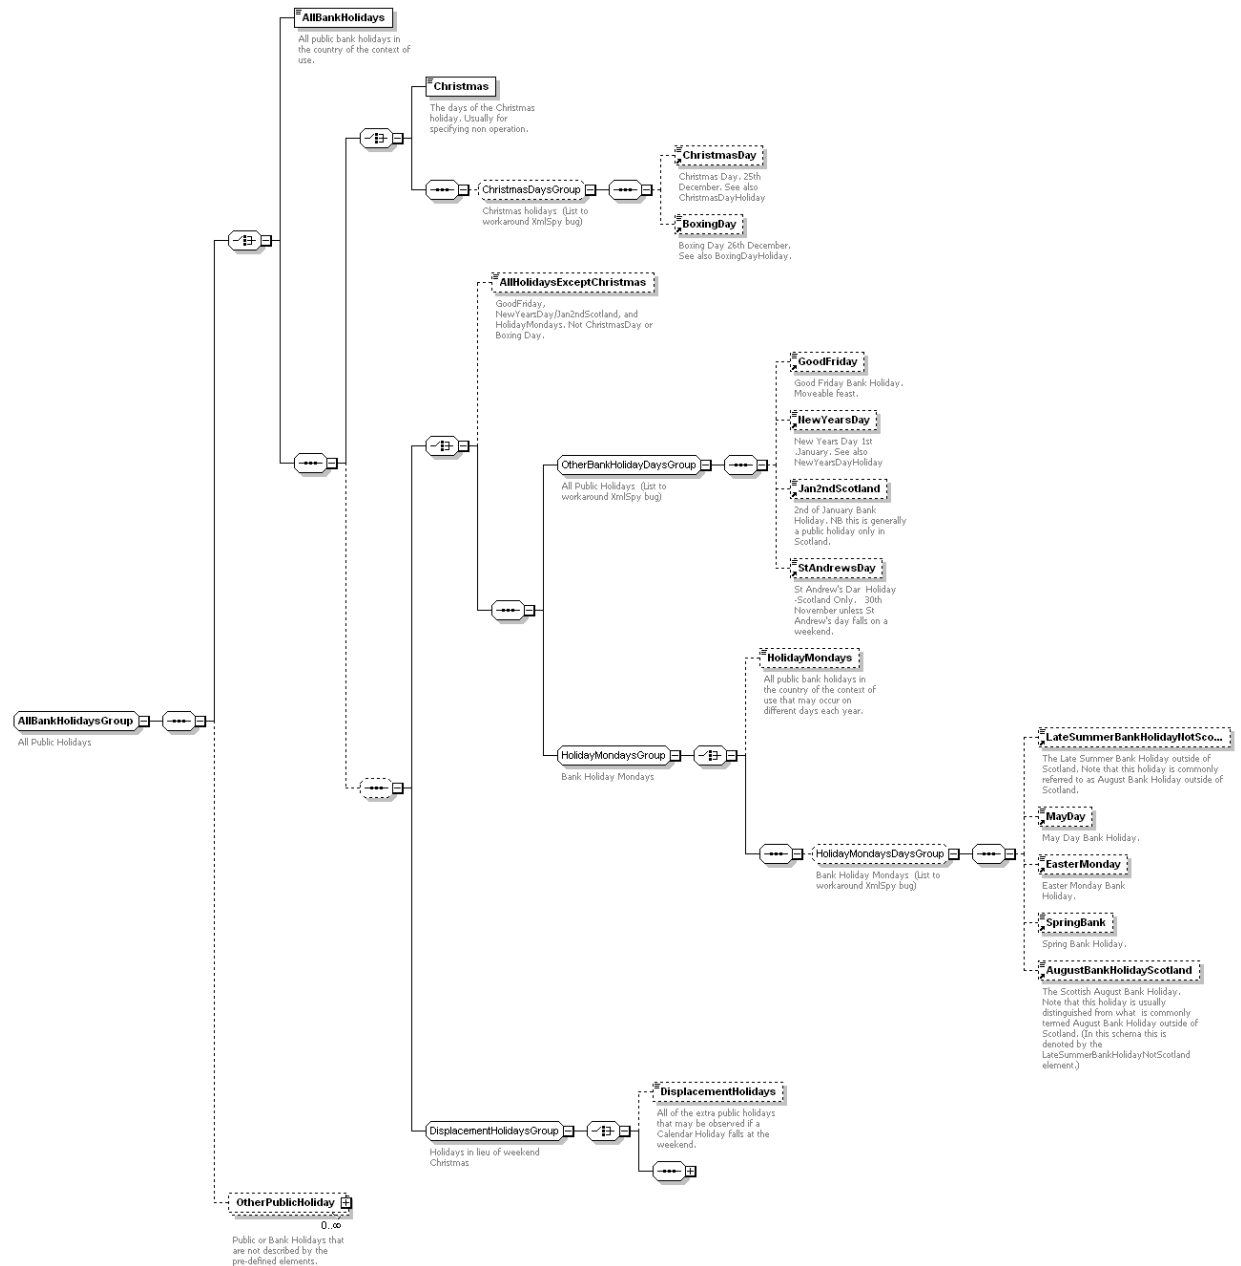 AllBankHolidays
All public bank holidays in
the country of the context of
use.
Christmas
The days of the Christmas
holiday. Usually for
specifying non operation.
ChristmasDaysGroup
Christmas holidays (List to
workaround XmlSpy bug)
ChristmasDay
Christmas Day. 25th
December. See also
ChristmasDayHoliday
BoxingDay
Boxing Day 26th December.
See also BoxingDayHoliday.
AllHolidaysExceptChristmas
GoodFriday,
NewYearsDay/Jan2ndScotland, and
HolidayMondays. Not ChristmasDay or
Boxing Day.
OtherBankHolidayDaysGroup
All Public Holidays (List to
workaround XmlSpy bug)
GoodFriday
Good Friday Bank Holiday.
Moveable feast.
NewYearsDay
New Years Day 1st
.January. See also
NewYearsDayHoliday
Jan2ndScotland
2nd of January Bank
Holiday. NB this is generally
a public holiday only in
Scotland.
StAndrewsDay
St Andrew's Dar Holiday
-Scotland Only. 30th
November unless St
Andrew's day falls on a
weekend.
HolidayMondays
All public bank holidays in
the country of the context of
use that may occur on
different days each year.
AllBankHolidaysGroup
All Public Holidays
HolidayMondaysGroup
Bank Holiday Mondays
HolidayMondaysDaysGroup
Bank Holiday Mondays (List to
workaround XmlSpy bug)
LateSummerBankHolidayNotSco...
The Late Summer Bank Holiday outside of
Scotland. Note that this holiday is commonly
referred to as August Bank Holiday outside of
Scotland.
MayDay
May Day Bank Holiday.
EasterMonday
Easter Monday Bank
Holiday.
SpringBank
Spring Bank Holiday.
AugustBankHolidayScotland
The Scottish August Bank Holiday.
Note that this holiday is usually
distinguished from what is commonly
termed August Bank Holiday outside of
Scotland. (In this schema this is
denoted by the
LateSummerBankHolidayNotScotland
element.)
DisplacementHolidaysGroup
Holidays in lieu of weekend
Christmas
DisplacementHolidays
All of the extra public holidays
that may be observed if a
Calendar Holiday falls at the
weekend.
OtherPublicHoliday
0..∞
Public or Bank Holidays that
are not described by the
pre-defined elements.